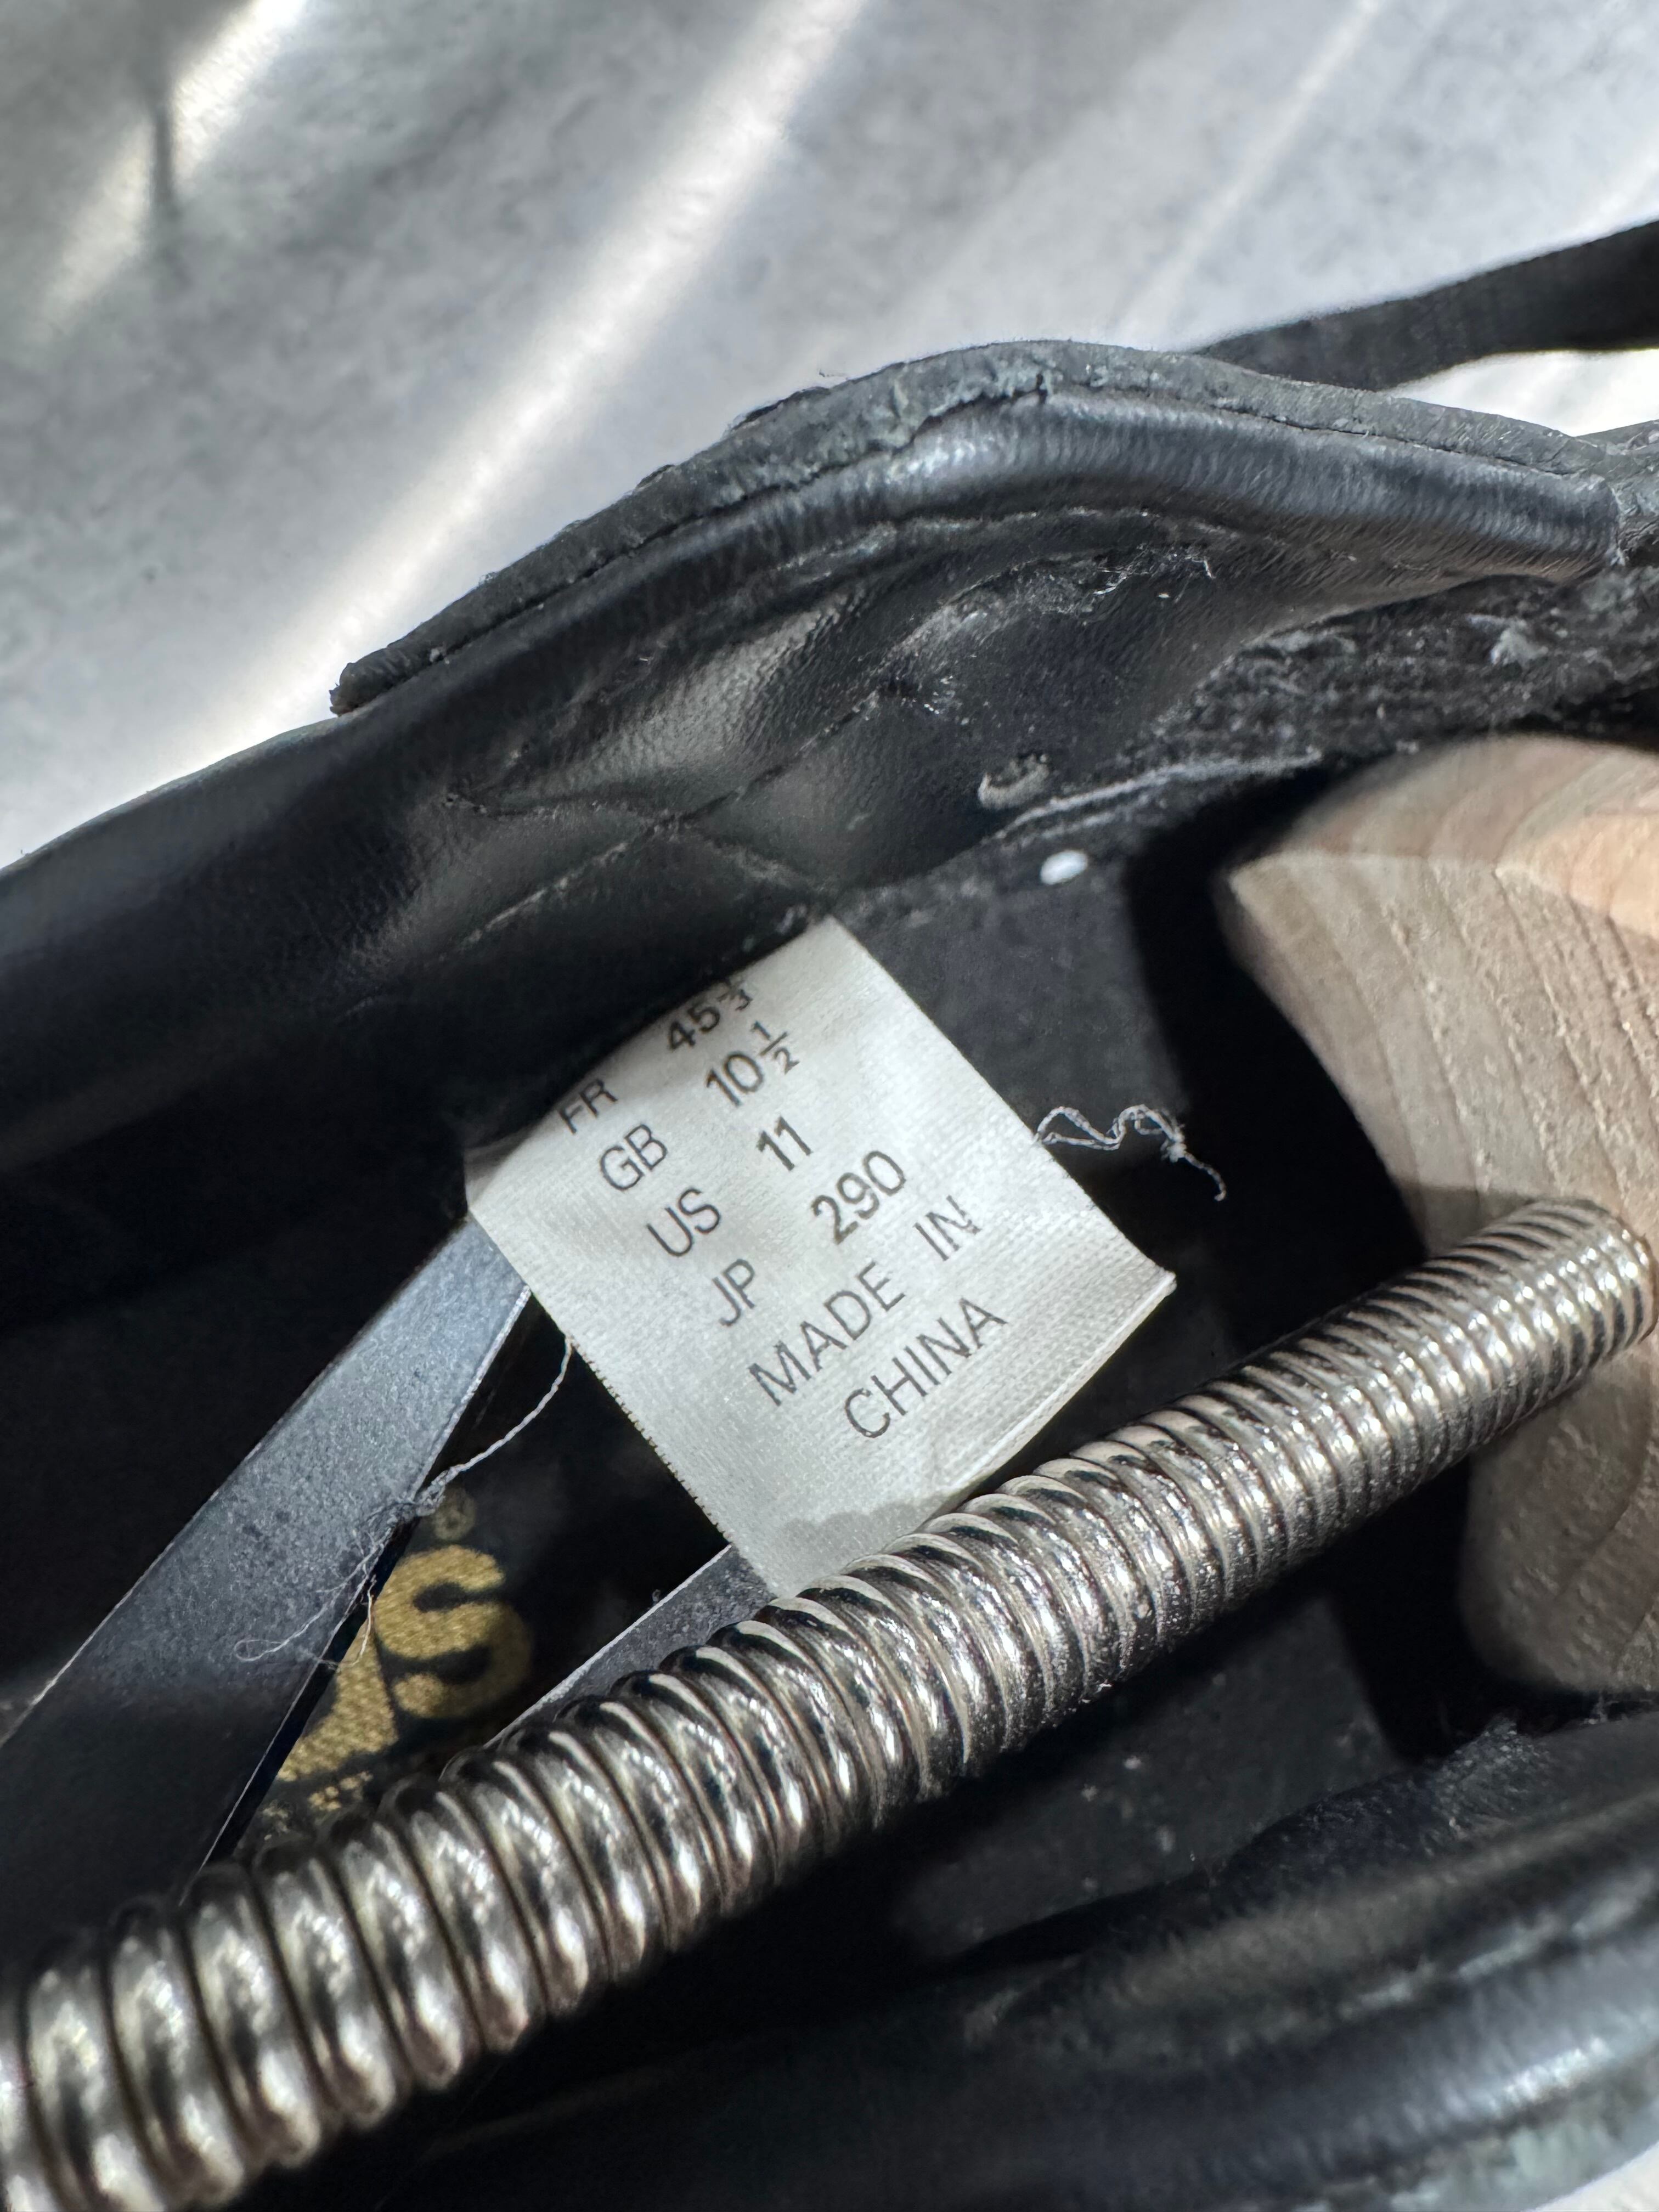 FR 45⅓
GB 10½
US 11
JP 290
MADE IN
CHINA
®